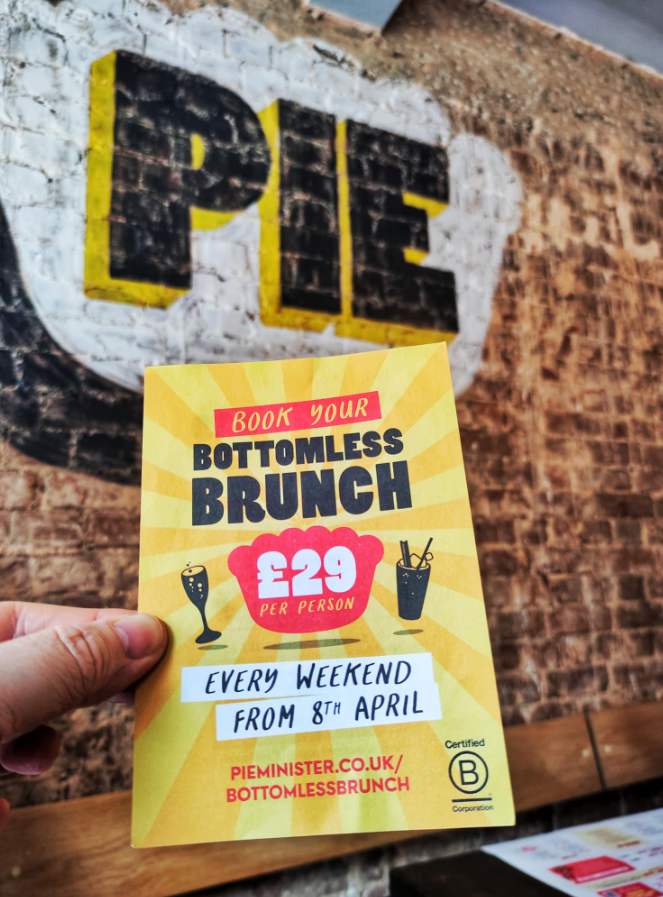 PIE
BOOK YOUR
BOTTOMLESS
BRUNCH
£29
PER PERSON
EVERY WEEKEND
FROM 8TH APRIL
PIEMINISTER.CO.UK/
BOTTOMLESSBRUNCH
Certified
B
Corporation